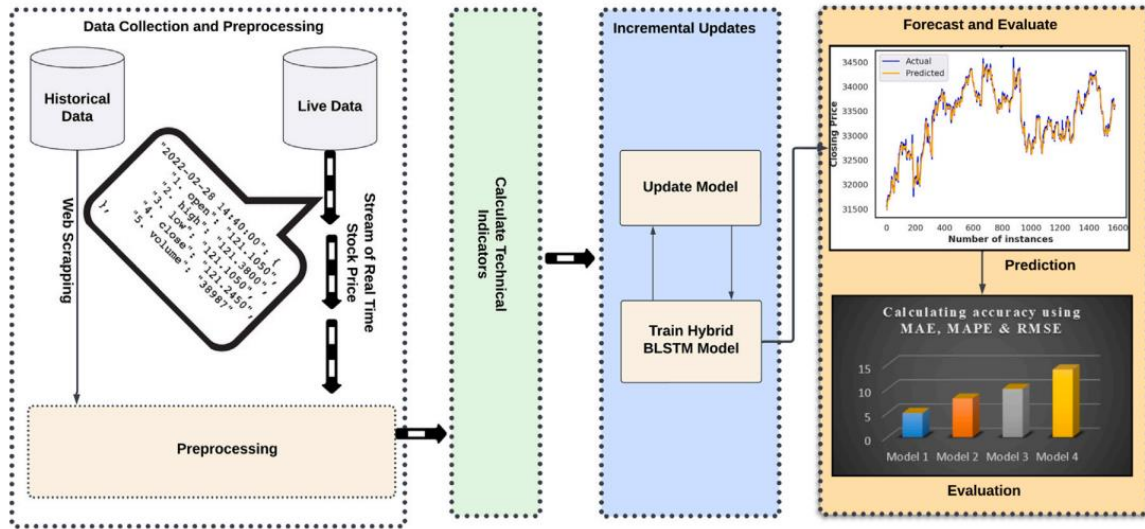 Data Collection and Preprocessing
Historical
Data
Live Data
Web Scrapping
"2022-02-28 14:40:00": {
"1. open": "121.1050",
"2. high": "121.3800",
"3. low": "121.1050",
"4. close": "121.2450",
"5. volume": "38987"
},
Stream of Real Time
Stock Price
Preprocessing
Calculate Technical
Indicators
Incremental Updates
Update Model
Train Hybrid
BLSTM Model
Forecast and Evaluate
Actual
Predicted
Closing Price
34500
34000
33500
33000
32500
32000
31500
0 200 400 600 800 1000 1200 1400 1600
Number of instances
Prediction
Calculating accuracy using
MAE, MAPE & RMSE
15
10
5
0
Model 1 Model 2 Model 3 Model 4
Evaluation